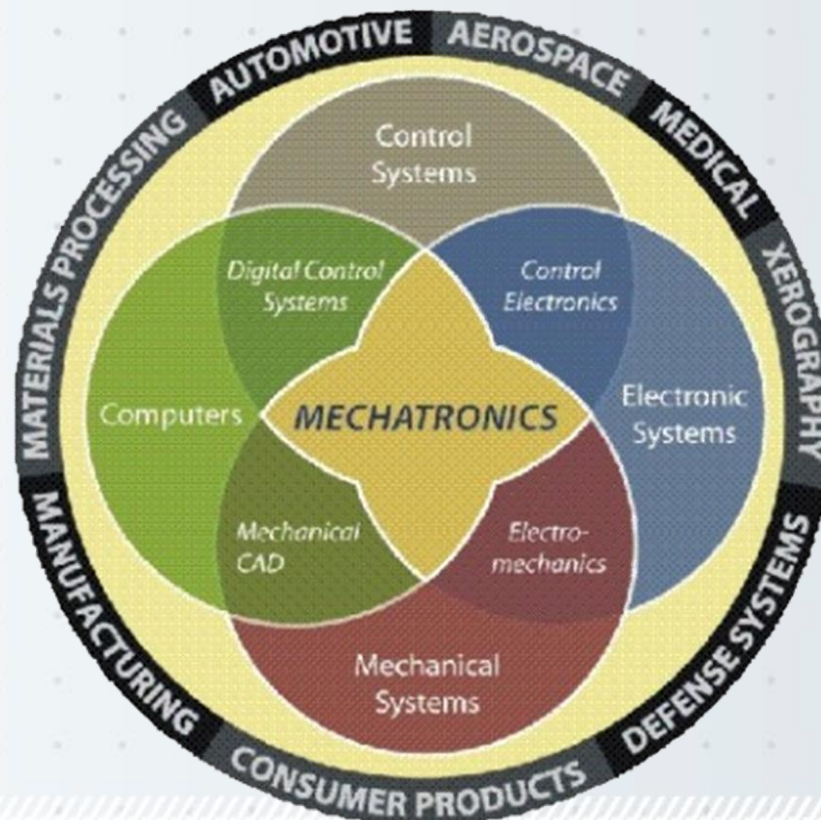 AUTOMOTIVE
AEROSPACE
MEDICAL
XEROGRAPHY
DEFENSE SYSTEMS
CONSUMER PRODUCTS
MANUFACTURING
MATERIALS PROCESSING
Control
Systems
Digital Control
Systems
Control
Electronics
Computers
MECHATRONICS
Electronic
Systems
Mechanical
CAD
Electro-
mechanics
Mechanical
Systems